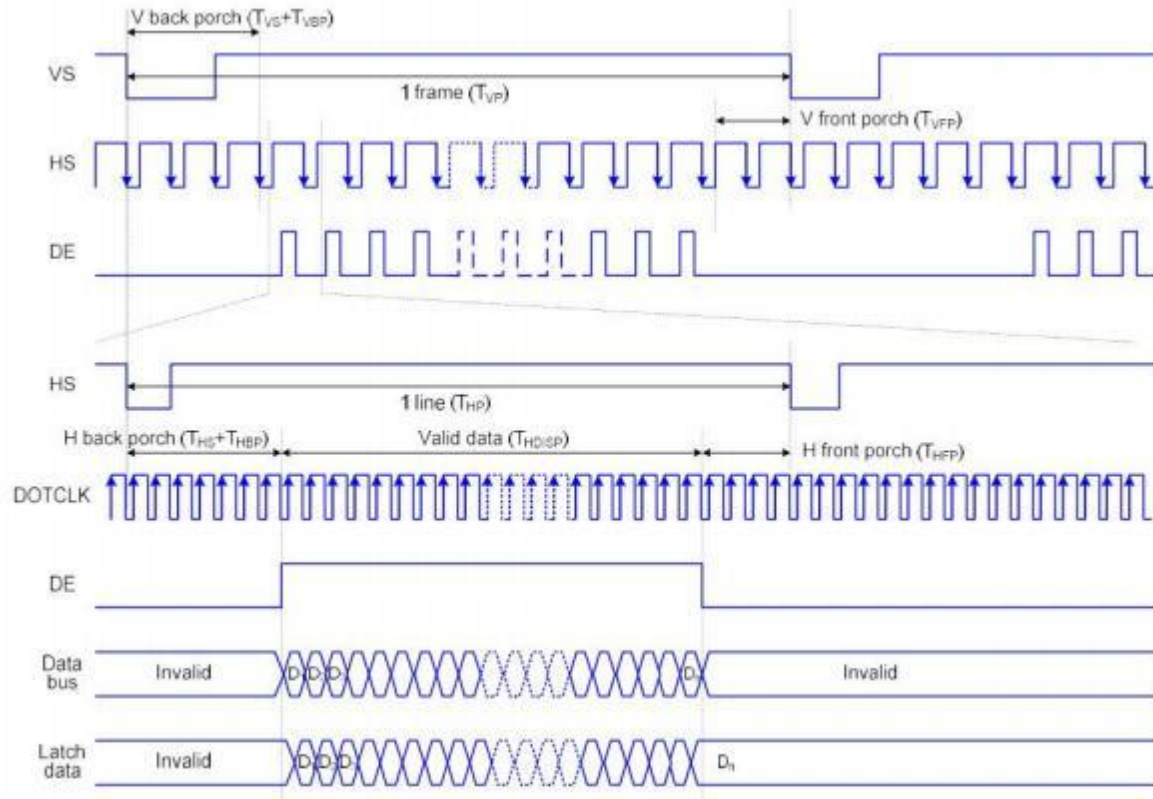 V back porch (TVS+TVBP)
VS
1 frame (TVP)
V front porch (TVFP)
HS
DE
HS
1 line (THP)
H back porch (THS+THBP)
Valid data (THDISP)
H front porch (THFP)
DOTCLK
DE
Data bus
Invalid
D
D
D
D
Invalid
Latch data
Invalid
D
D
D
Dn